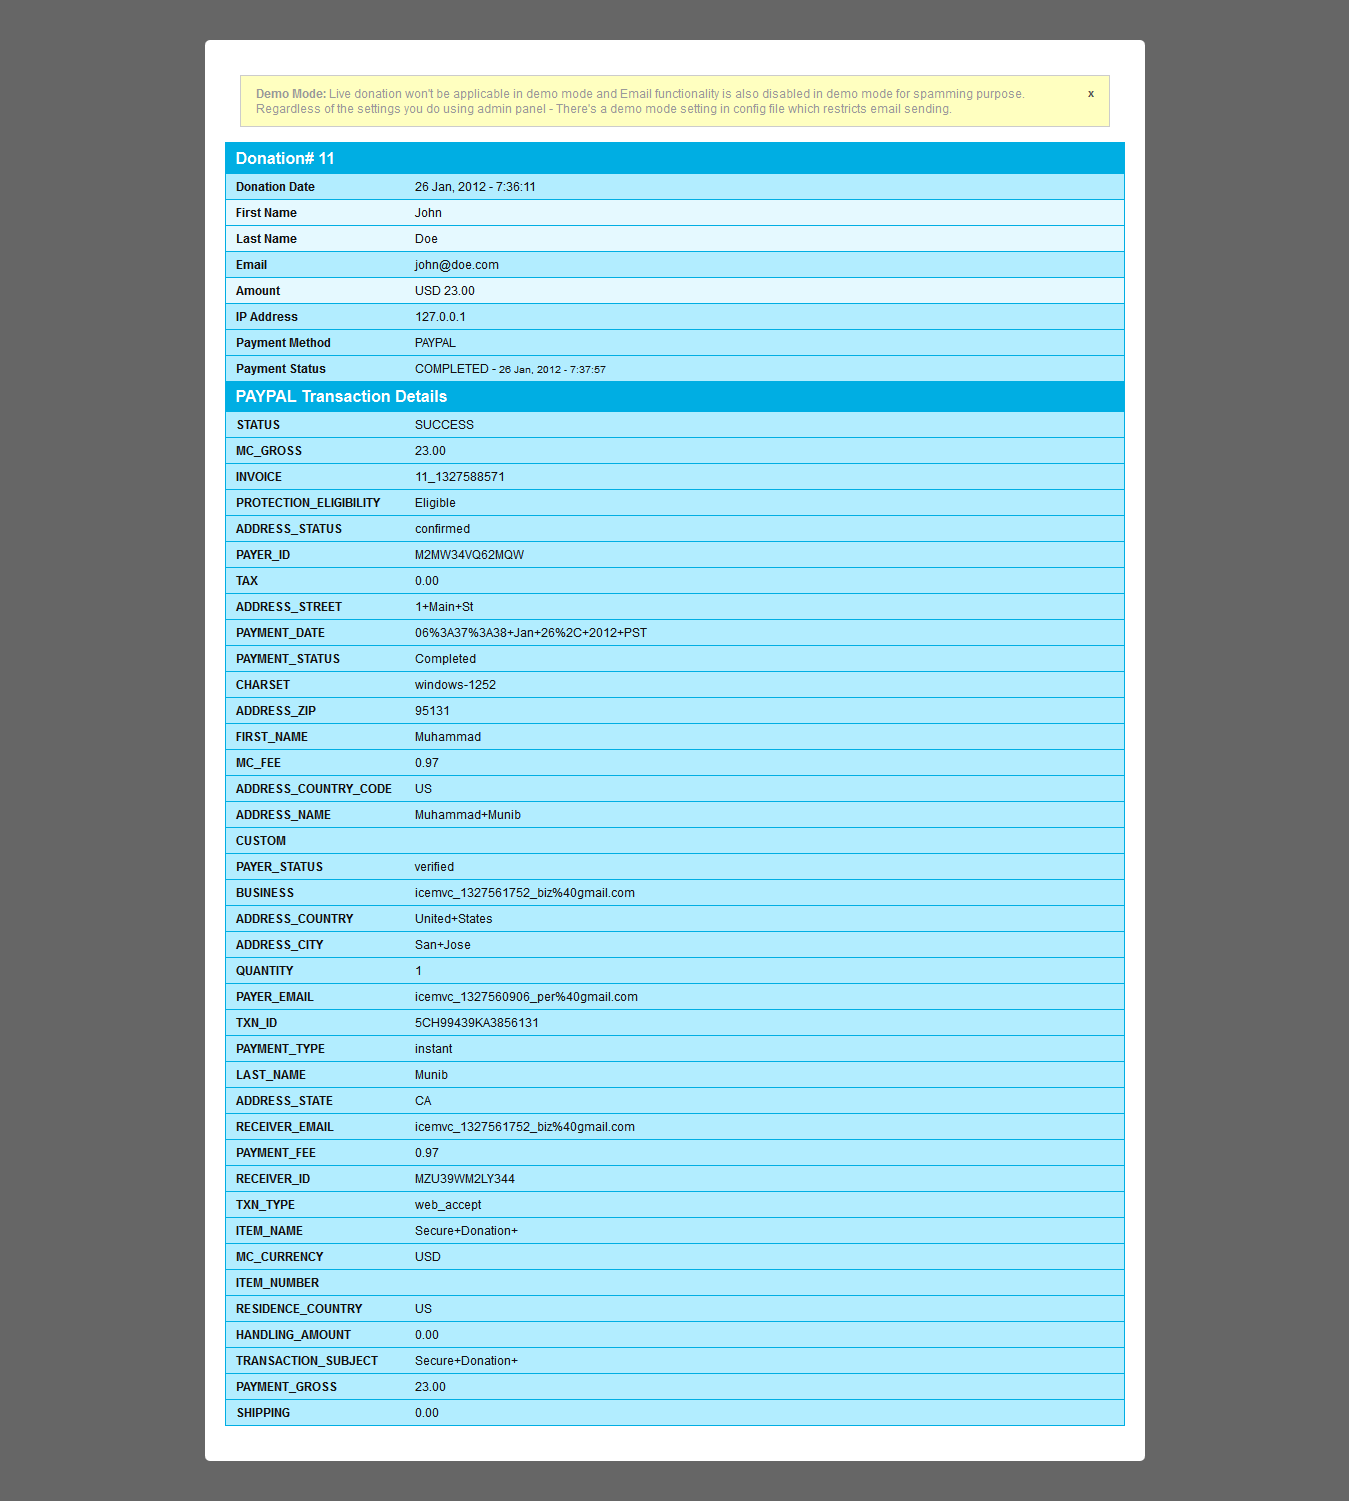 Demo Mode: Live donation won't be applicable in demo mode and Email functionality is also disabled in demo mode for spamming purpose. x
Regardless of the settings you do using admin panel - There's a demo mode setting in config file which restricts email sending.
Donation# 11
Donation Date 26 Jan, 2012 - 7:36:11
First Name John
Last Name Doe
Email john@doe.com
Amount USD 23.00
IP Address 127.0.0.1
Payment Method PAYPAL
Payment Status COMPLETED - 26 Jan, 2012 - 7:37:57
PAYPAL Transaction Details
STATUS SUCCESS
MC_GROSS 23.00
INVOICE 11_1327588571
PROTECTION_ELIGIBILITY Eligible
ADDRESS_STATUS confirmed
PAYER_ID M2MW34VQ62MQW
TAX 0.00
ADDRESS_STREET 1+Main+St
PAYMENT_DATE 06%3A37%3A38+Jan+26%2C+2012+PST
PAYMENT_STATUS Completed
CHARSET windows-1252
ADDRESS_ZIP 95131
FIRST_NAME Muhammad
MC_FEE 0.97
ADDRESS_COUNTRY_CODE US
ADDRESS_NAME Muhammad+Munib
CUSTOM
PAYER_STATUS verified
BUSINESS icemvc_1327561752_biz%40gmail.com
ADDRESS_COUNTRY United+States
ADDRESS_CITY San+Jose
QUANTITY 1
PAYER_EMAIL icemvc_1327560906_per%40gmail.com
TXN_ID 5CH99439KA3856131
PAYMENT_TYPE instant
LAST_NAME Munib
ADDRESS_STATE CA
RECEIVER_EMAIL icemvc_1327561752_biz%40gmail.com
PAYMENT_FEE 0.97
RECEIVER_ID MZU39WM2LY344
TXN_TYPE web_accept
ITEM_NAME Secure+Donation+
MC_CURRENCY USD
ITEM_NUMBER
RESIDENCE_COUNTRY US
HANDLING_AMOUNT 0.00
TRANSACTION_SUBJECT Secure+Donation+
PAYMENT_GROSS 23.00
SHIPPING 0.00